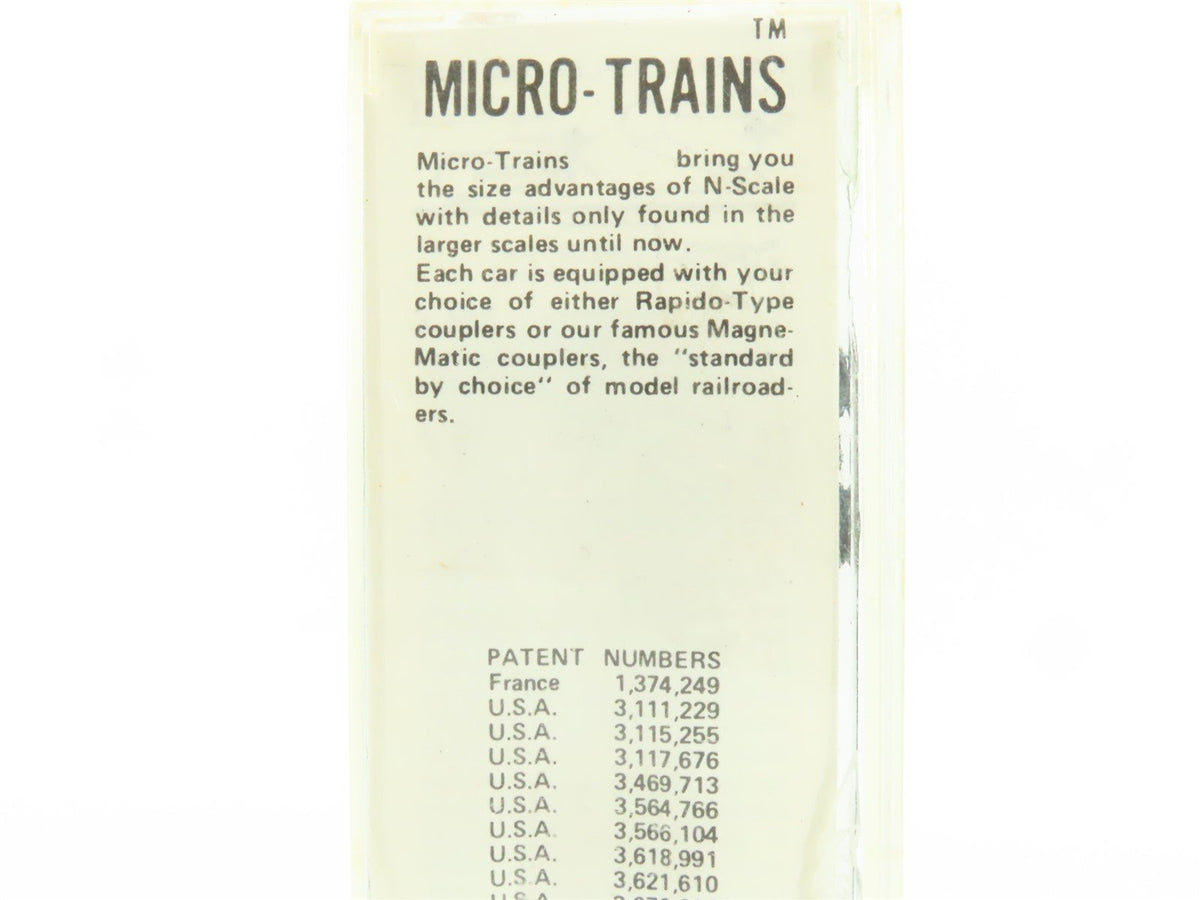 TM
MICRO-TRAINS
Micro-Trains bring you
the size advantages of N-Scale
with details only found in the
larger scales until now.
Each car is equipped with your
choice of either Rapido-Type
couplers or our famous Magne-
Matic couplers, the "standard
by choice" of model railroad-
ers.
PATENT NUMBERS
France 1,374,249
U.S.A. 3,111,229
U.S.A. 3,115,255
U.S.A. 3,117,676
U.S.A. 3,469,713
U.S.A. 3,564,766
U.S.A. 3,566,104
U.S.A. 3,618,991
U.S.A. 3,621,610
U.S.A.